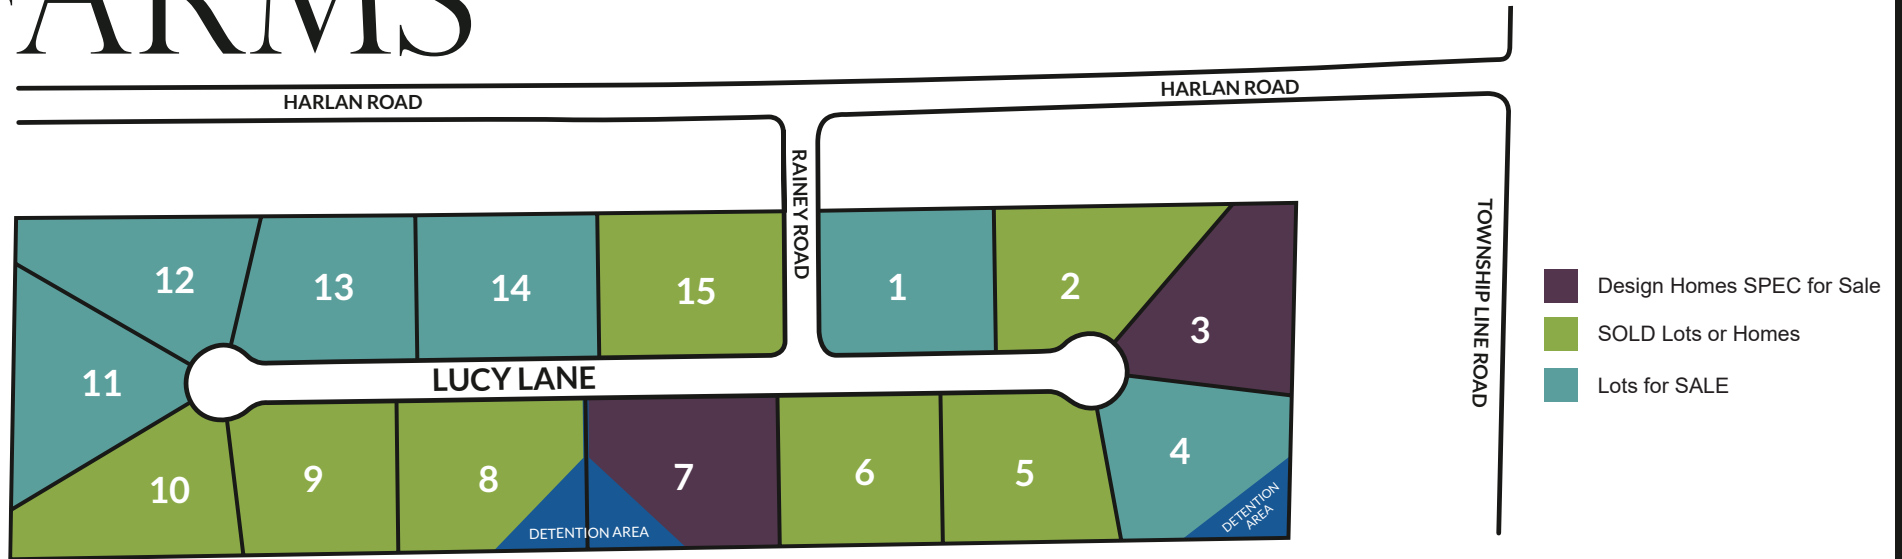 ARMS
HARLAN ROAD
HARLAN ROAD
RAINEY ROAD
TOWNSHIP LINE ROAD
12
13
14
15
1
2
3
11
LUCY LANE
10
9
8
7
6
5
4
DETENTION AREA
DETENTION
AREA
Design Homes SPEC for Sale
SOLD Lots or Homes
Lots for SALE